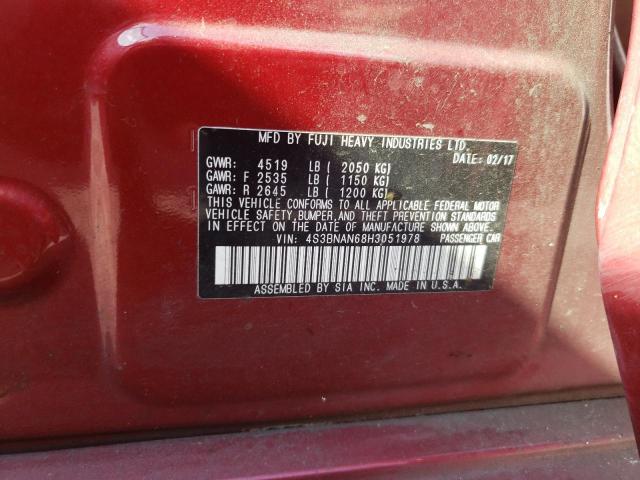 MFD BY FUJI HEAVY INDUSTRIES LTD.
DATE: 02/17
GWWR: 4519 LB ( 2050 KG)
GAWR: F 2535 LB ( 1150 KG)
GAWR: R 2645 LB ( 1200 KG)
THIS VEHICLE CONFORMS TO ALL APPLICABLE FEDERAL MOTOR
VEHICLE SAFETY, BUMPER, AND THEFT PREVENTION STANDARDS
IN EFFECT ON THE DATE OF MANUFACTURE SHOWN ABOVE.
VIN: 4S3BNAN68H3051978 PASSENGER CAR
ASSEMBLED BY SIA INC. MADE IN U.S.A.